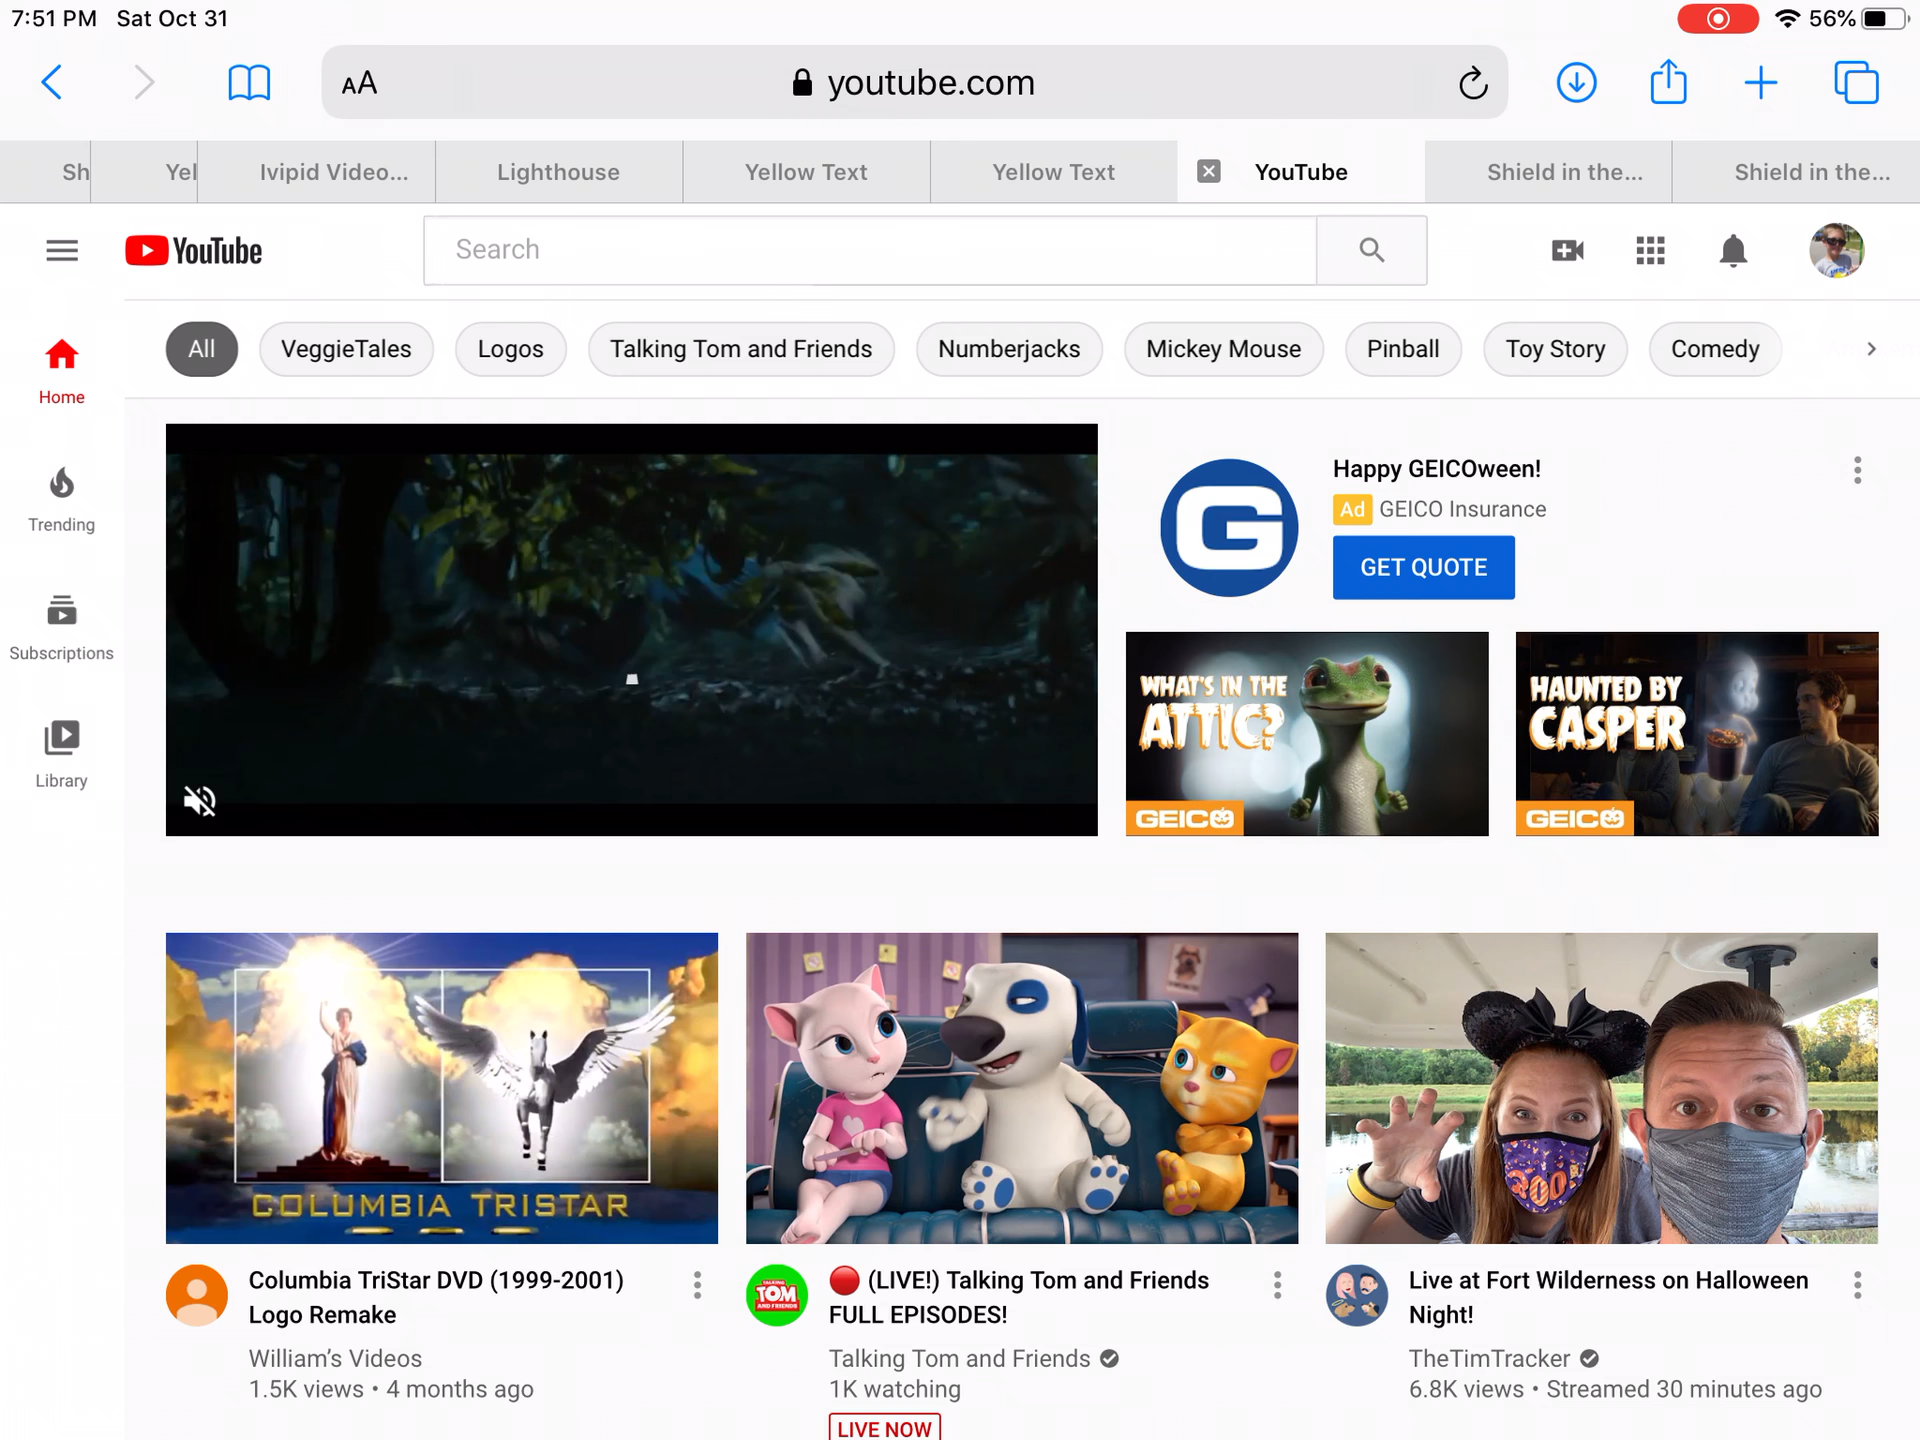 7:51 PM Sat Oct 31
56%
AA
youtube.com
Sh
Yel
Ivipid Video...
Lighthouse
Yellow Text
Yellow Text
YouTube
Shield in the...
Shield in the...
YouTube
Search
All
VeggieTales
Logos
Talking Tom and Friends
Numberjacks
Mickey Mouse
Pinball
Toy Story
Comedy
Home
Trending
Subscriptions
Library
G
Happy GEICOween!
Ad GEICO Insurance
GET QUOTE
WHAT'S IN THE
ATTIC?
GEICO
HAUNTED BY
CASPER
GEICO
COLUMBIA TRISTAR
BOO!
Columbia TriStar DVD (1999-2001)
Logo Remake
William's Videos
1.5K views • 4 months ago
TALKING
TOM
AND FRIENDS
(LIVE!) Talking Tom and Friends
FULL EPISODES!
Talking Tom and Friends
1K watching
LIVE NOW
Live at Fort Wilderness on Halloween
Night!
TheTimTracker
6.8K views • Streamed 30 minutes ago